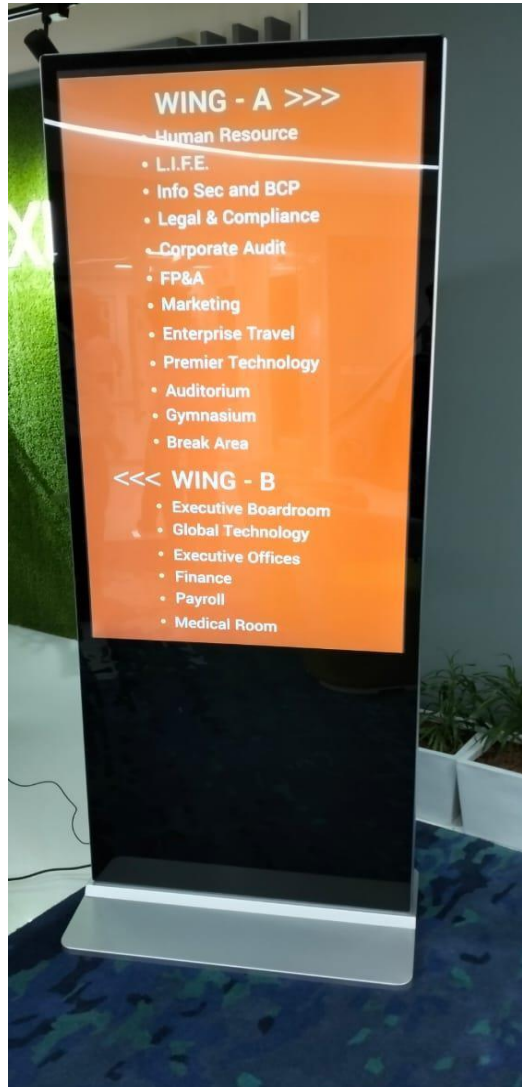 WING - A >>>
• Human Resource
• L.I.F.E.
• Info Sec and BCP
• Legal & Compliance
• Corporate Audit
• FP&A
• Marketing
• Enterprise Travel
• Premier Technology
• Auditorium
• Gymnasium
• Break Area
<<< WING - B
• Executive Boardroom
• Global Technology
• Executive Offices
• Finance
• Payroll
• Medical Room